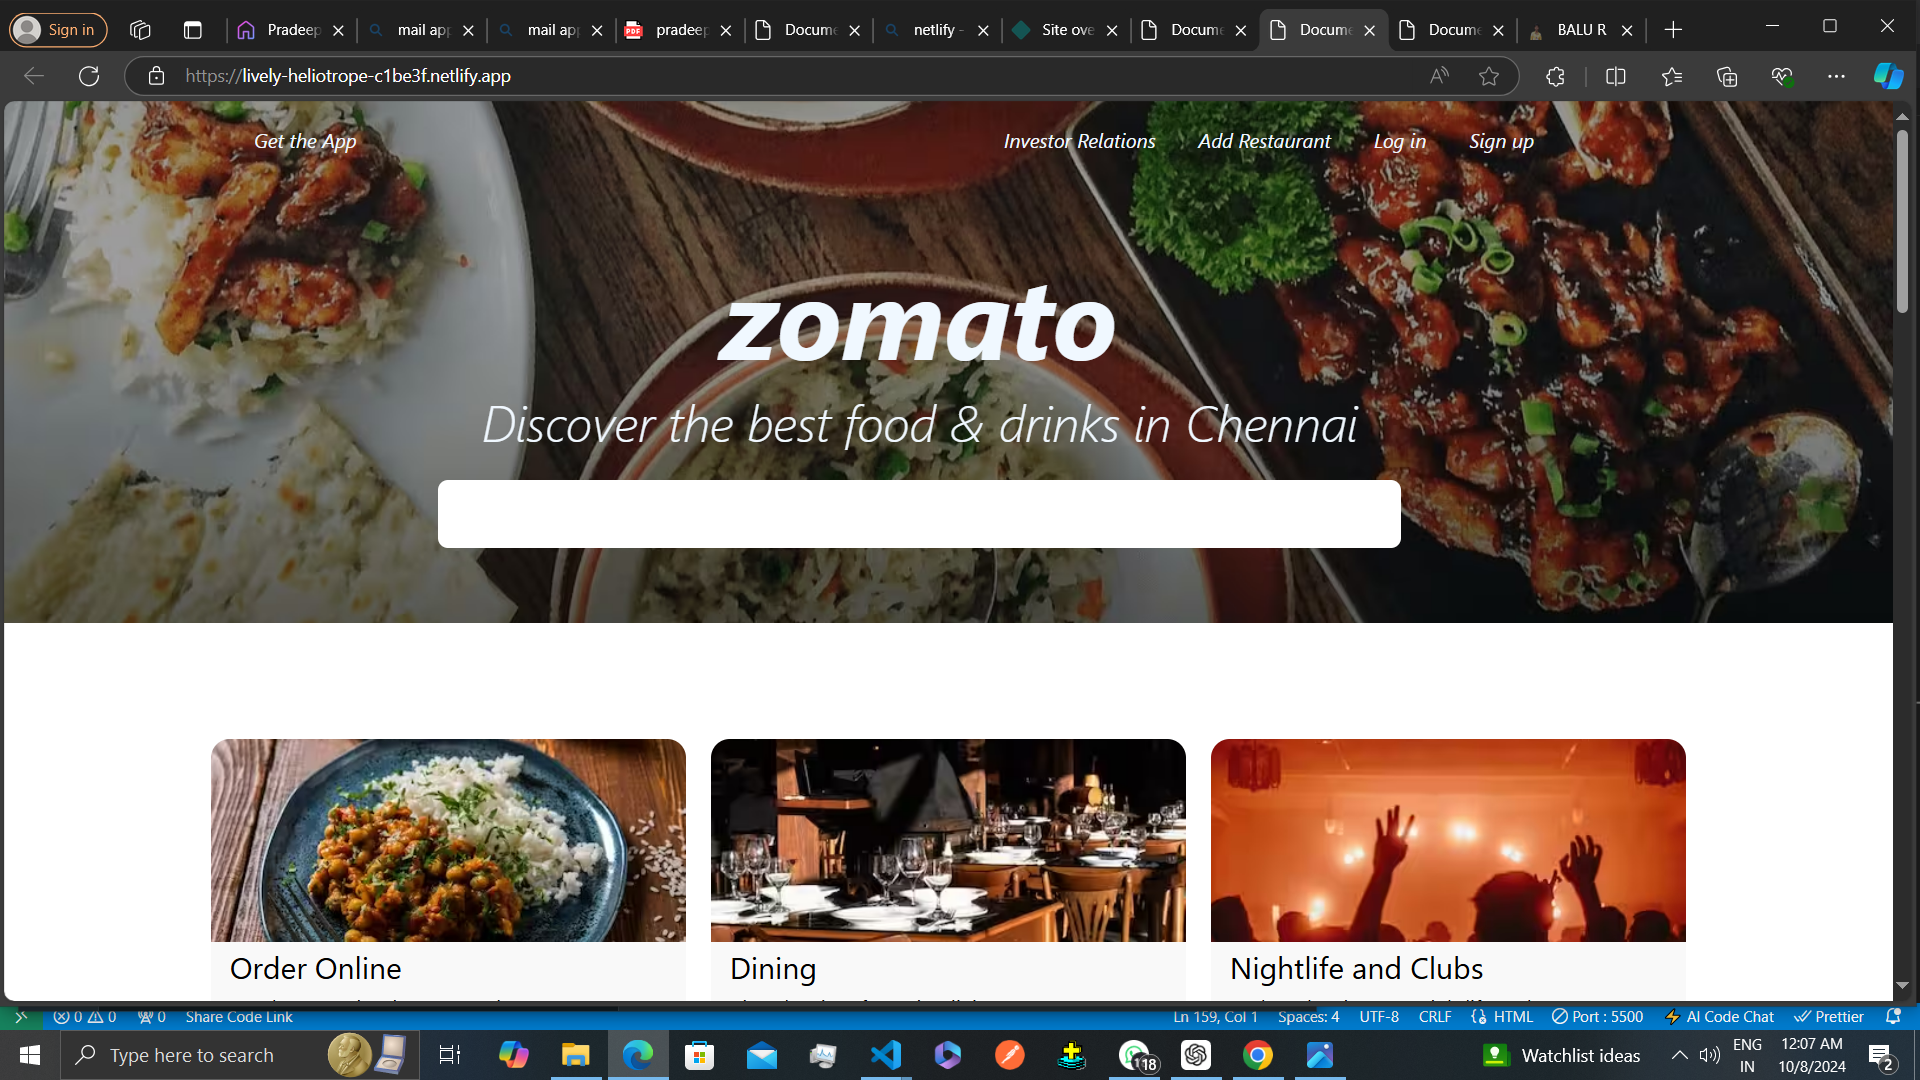 Sign in
Pradeep
mail app
mail app
PDF
pradeep
Docume
netlify -
Site ove
Docume
Docume
Docume
BALU R
https://lively-heliotrope-c1be3f.netlify.app
Get the App
Investor Relations
Add Restaurant
Log in
Sign up
zomato
Discover the best food & drinks in Chennai
Order Online
Dining
Nightlife and Clubs
0 0
0
Share Code Link
Ln 159, Col 1
Spaces: 4
UTF-8
CRLF
HTML
Port : 5500
AI Code Chat
Prettier
Type here to search
118
Watchlist ideas
ENG
IN
12:07 AM
10/8/2024
2